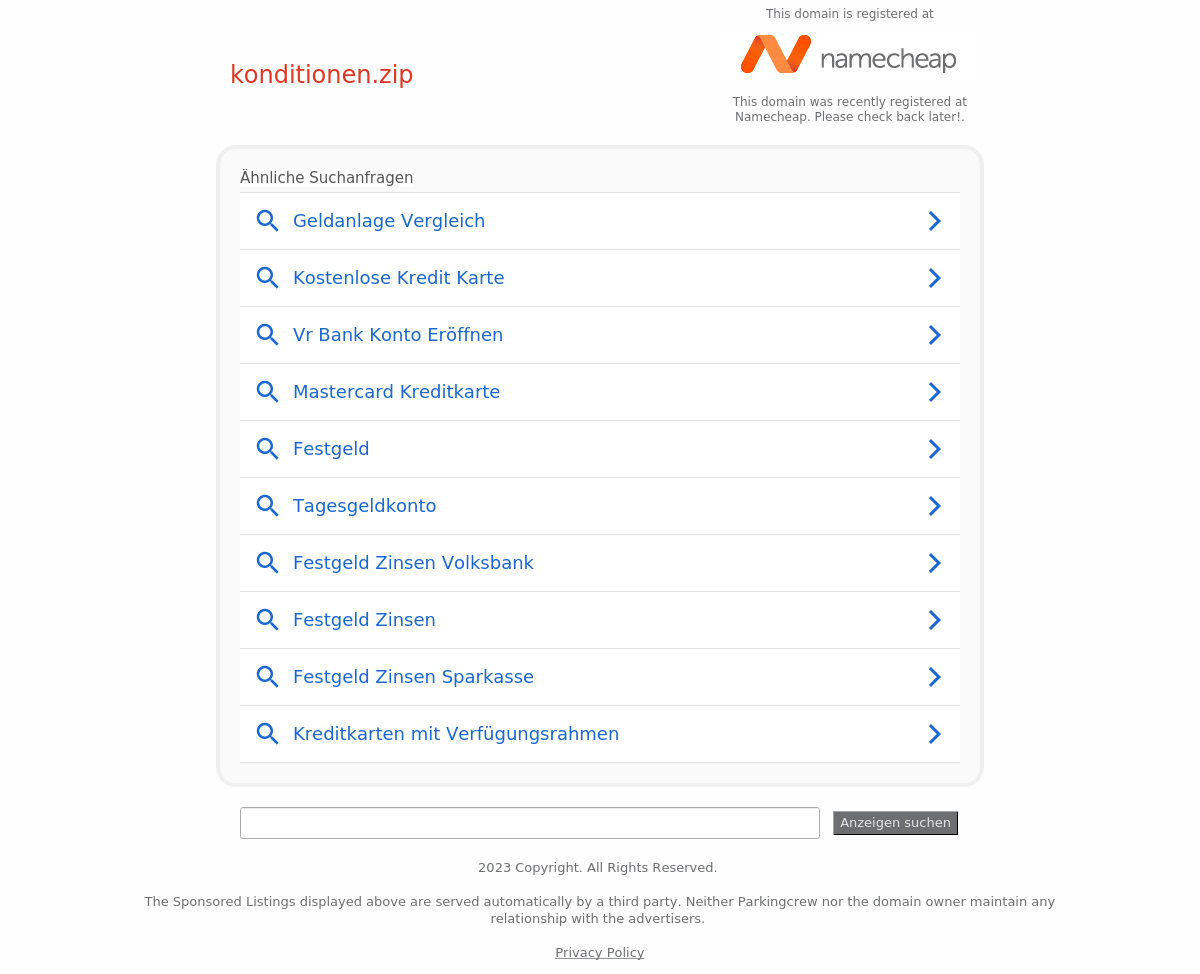 This domain is registered at
namecheap
konditionen.zip
This domain was recently registered at
Namecheap. Please check back later!.
Ähnliche Suchanfragen
Geldanlage Vergleich
Kostenlose Kredit Karte
Vr Bank Konto Eröffnen
Mastercard Kreditkarte
Festgeld
Tagesgeldkonto
Festgeld Zinsen Volksbank
Festgeld Zinsen
Festgeld Zinsen Sparkasse
Kreditkarten mit Verfügungsrahmen
Anzeigen suchen
2023 Copyright. All Rights Reserved.
The Sponsored Listings displayed above are served automatically by a third party. Neither Parkingcrew nor the domain owner maintain any
relationship with the advertisers.
Privacy Policy